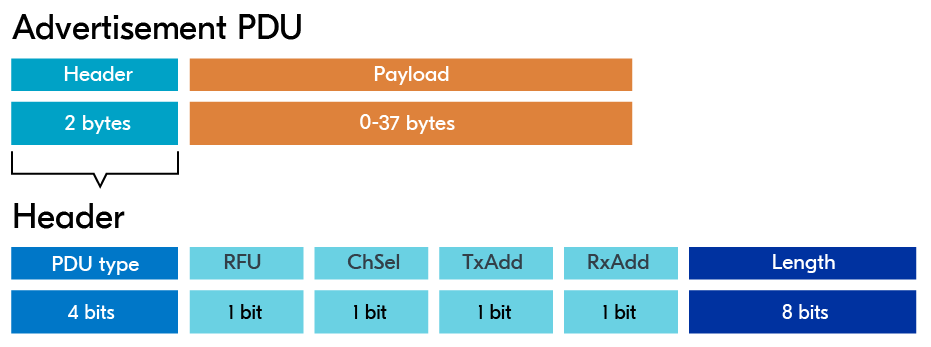 Advertisement PDU
Header Payload
2 bytes 0-37 bytes
Header
PDU type RFU ChSel TxAdd RxAdd Length
4 bits 1 bit 1 bit 1 bit 1 bit 8 bits